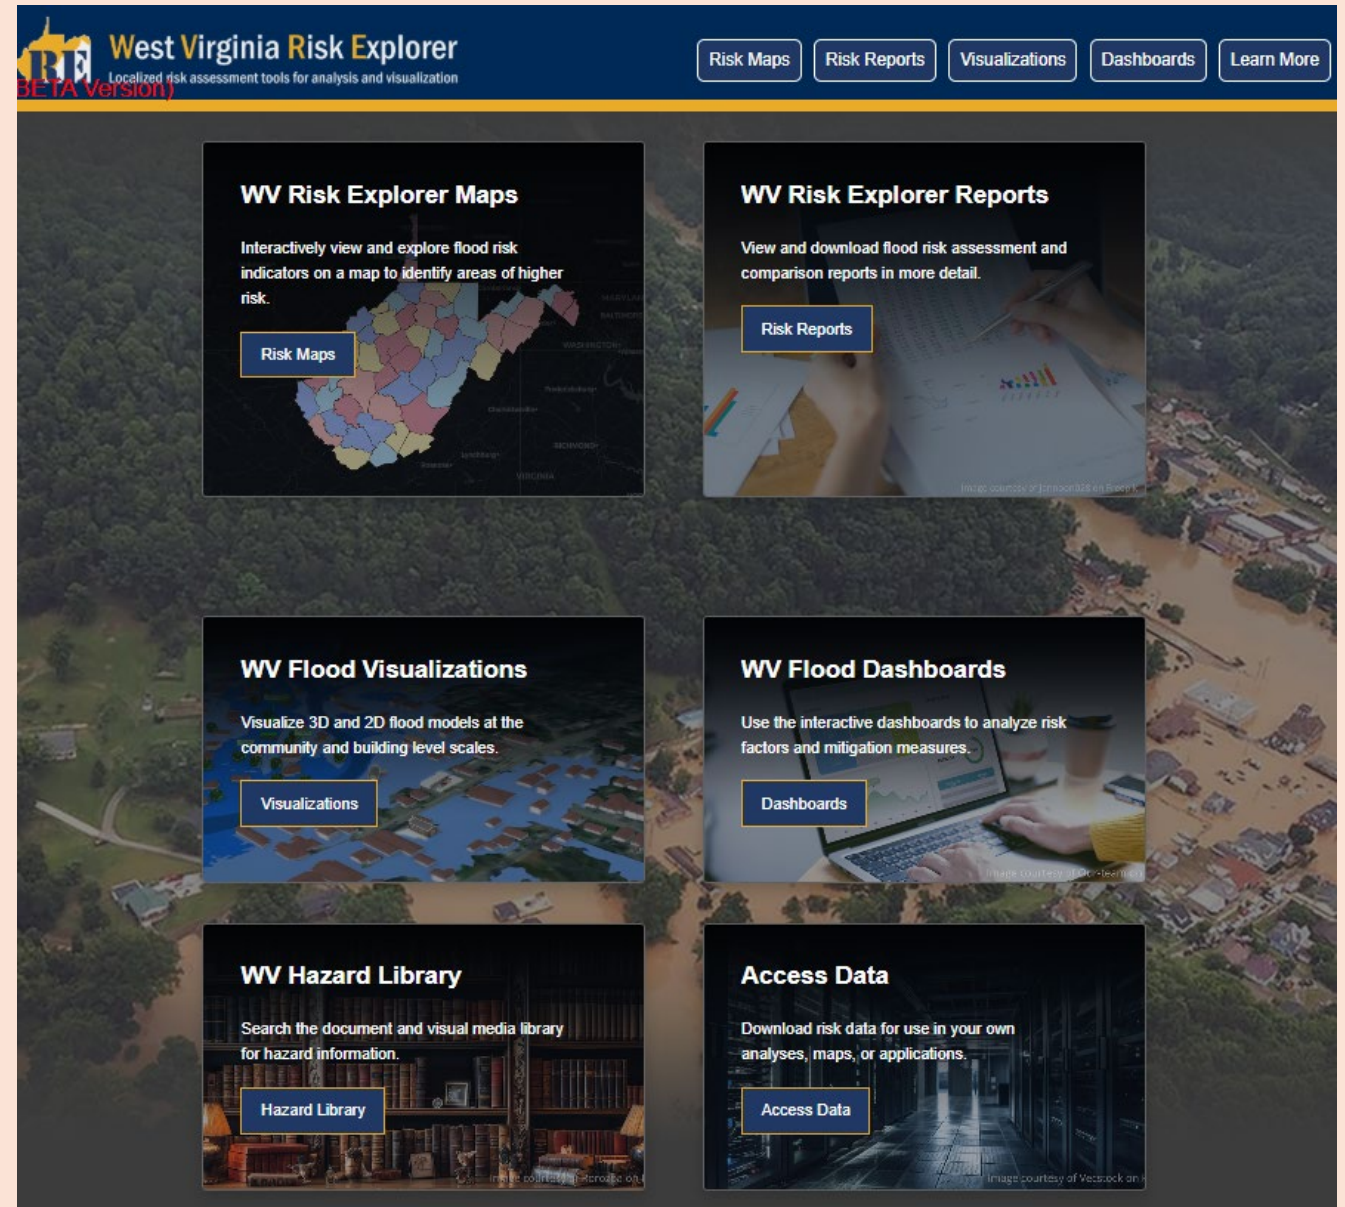 West Virginia Risk Explorer
Localized risk assessment tools for analysis and visualization
BETA Version)
Risk Maps
Risk Reports
Visualizations
Dashboards
Learn More
WV Risk Explorer Maps
Interactively view and explore flood risk
indicators on a map to identify areas of higher
risk.
Risk Maps
VIRGINIA
WV Risk Explorer Reports
View and download flood risk assessment and
comparison reports in more detail.
Risk Reports
WV Flood Visualizations
Visualize 3D and 2D flood models at the
community and building level scales.
Visualizations
WV Flood Dashboards
Use the interactive dashboards to analyze risk
factors and mitigation measures.
Dashboards
WV Hazard Library
Search the document and visual media library
for hazard information.
Hazard Library
Access Data
Download risk data for use in your own
analyses, maps, or applications.
Access Data
Image courtesy of Vecstock on